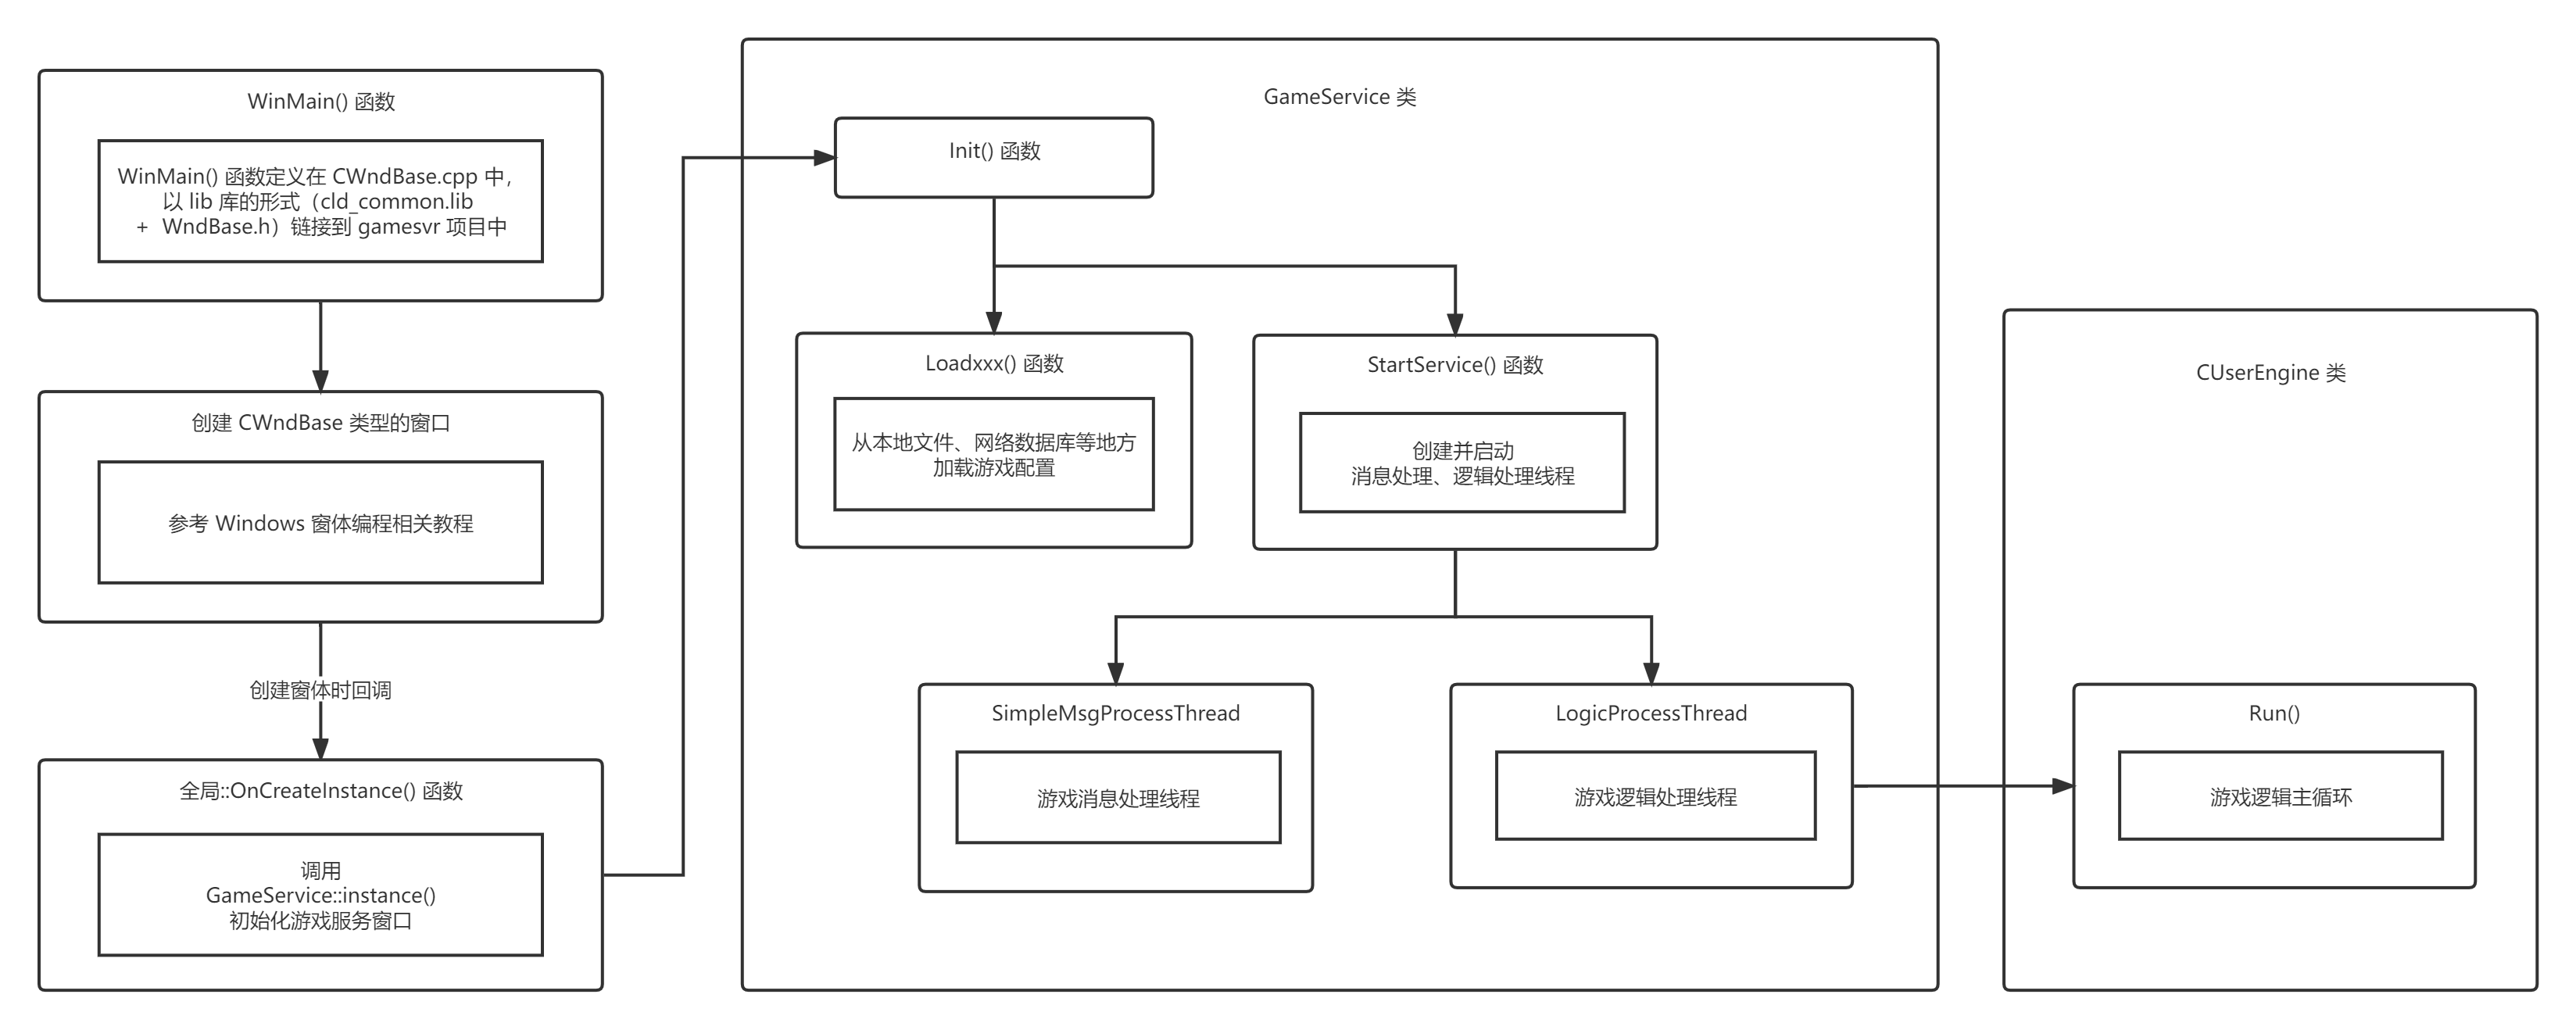 WinMain() 函数
WinMain() 函数定义在 CWndBase.cpp 中，
以 lib 库的形式（cld_common.lib
+ WndBase.h）链接到 gamesvr 项目中
创建 CWndBase 类型的窗口
参考 Windows 窗体编程相关教程
创建窗体时回调
全局::OnCreateInstance() 函数
调用
GameService::instance()
初始化游戏服务窗口
GameService 类
Init() 函数
Loadxxx() 函数
从本地文件、网络数据库等地方
加载游戏配置
StartService() 函数
创建并启动
消息处理、逻辑处理线程
SimpleMsgProcessThread
游戏消息处理线程
LogicProcessThread
游戏逻辑处理线程
CUserEngine 类
Run()
游戏逻辑主循环